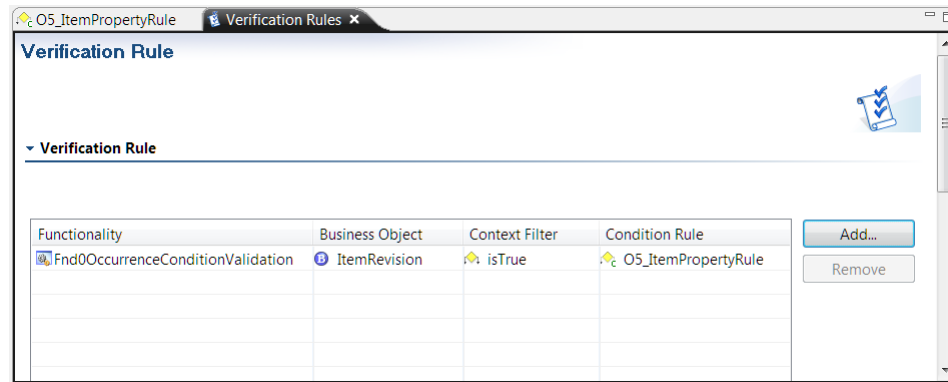 O5_ItemPropertyRule Verification Rules
Verification Rule
Verification Rule
Functionality Business Object Context Filter Condition Rule Add...
Fnd0OccurrenceConditionValidation ItemRevision isTrue O5_ItemPropertyRule Remove